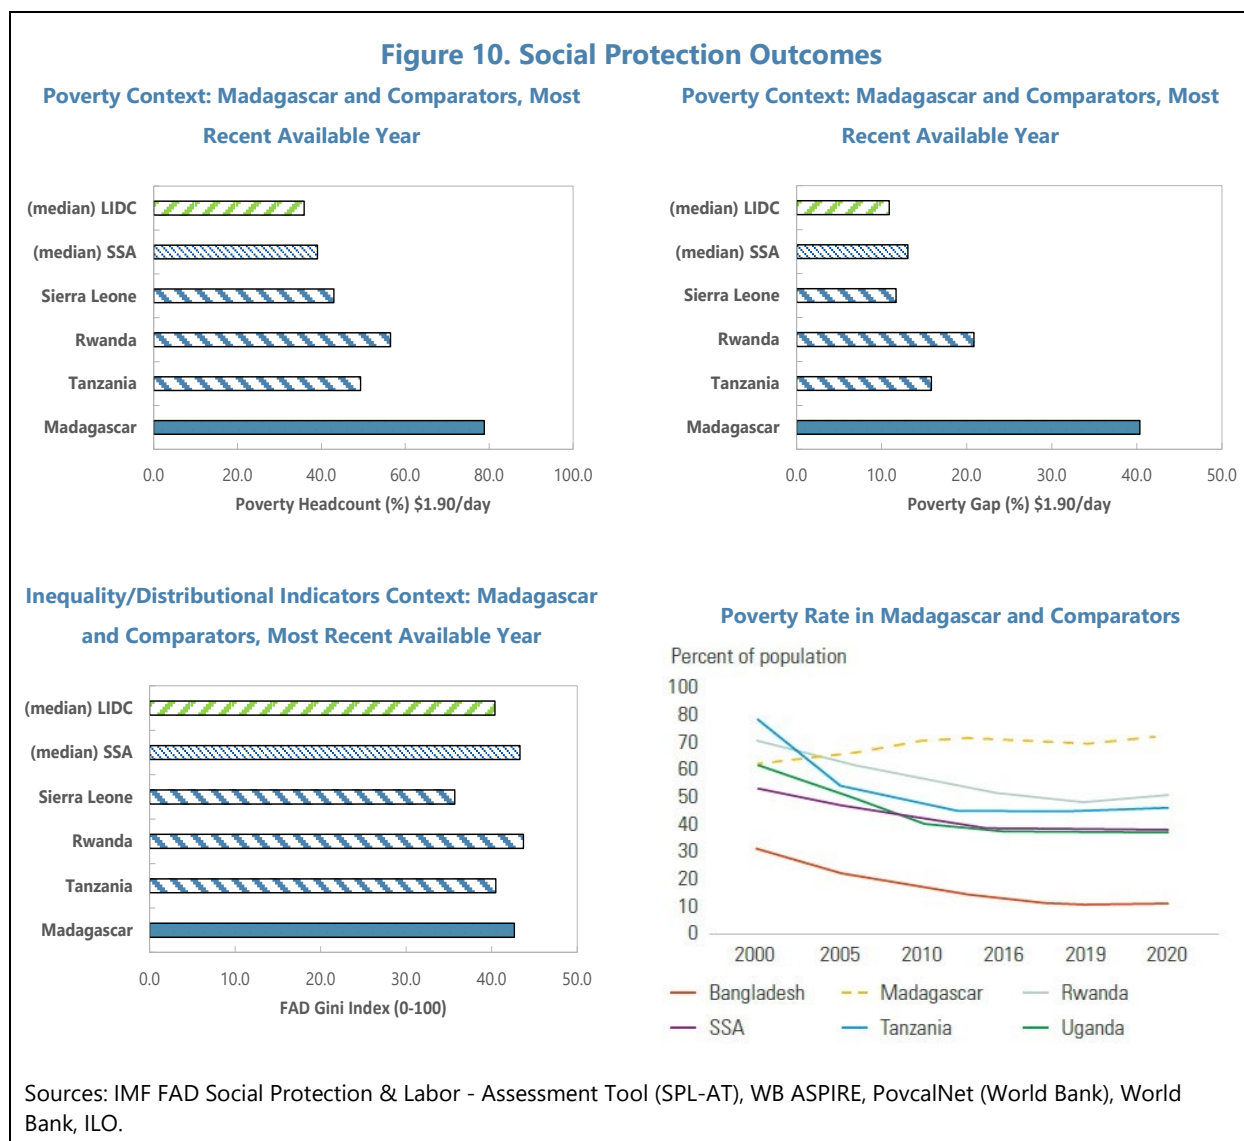 Figure 10. Social Protection Outcomes
Poverty Context: Madagascar and Comparators, Most
Recent Available Year
(median) LIDC
(median) SSA
Sierra Leone
Rwanda
Tanzania
Madagascar
0.0 20.0 40.0 60.0 80.0 100.0
Poverty Headcount (%) $1.90/day
Poverty Context: Madagascar and Comparators, Most
Recent Available Year
(median) LIDC
(median) SSA
Sierra Leone
Rwanda
Tanzania
Madagascar
0.0 10.0 20.0 30.0 40.0 50.0
Poverty Gap (%) $1.90/day
Inequality/Distributional Indicators Context: Madagascar
and Comparators, Most Recent Available Year
(median) LIDC
(median) SSA
Sierra Leone
Rwanda
Tanzania
Madagascar
0.0 10.0 20.0 30.0 40.0 50.0
FAD Gini Index (0-100)
Poverty Rate in Madagascar and Comparators
Percent of population
100
80
70
60
50
40
30
20
10
0
2000 2005 2010 2016 2019 2020
Bangladesh Madagascar Rwanda
SSA Tanzania Uganda
Sources: IMF FAD Social Protection & Labor - Assessment Tool (SPL-AT), WB ASPIRE, PovcalNet (World Bank), World
Bank, ILO.